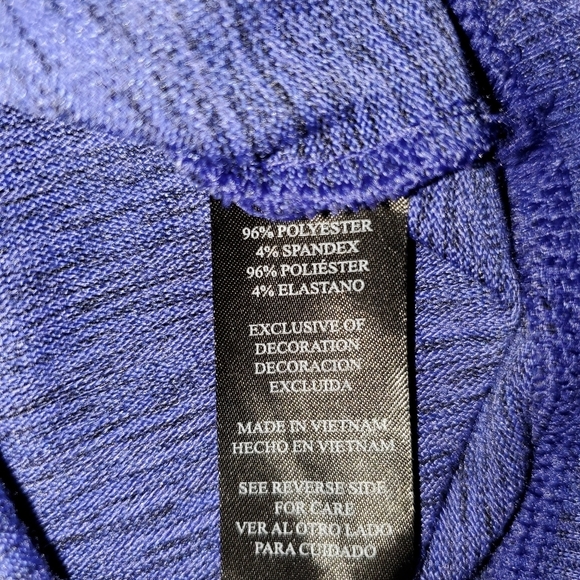 96% POLYESTER
4% SPANDEX
96% POLIÉSTER
4% ELASTANO
EXCLUSIVE OF
DECORATION
DECORACION
EXCLUIDA
MADE IN VIETNAM
HECHO EN VIETNAM
SEE REVERSE SIDE
FOR CARE
VER AL OTRO LADO
PARA CUIDADO